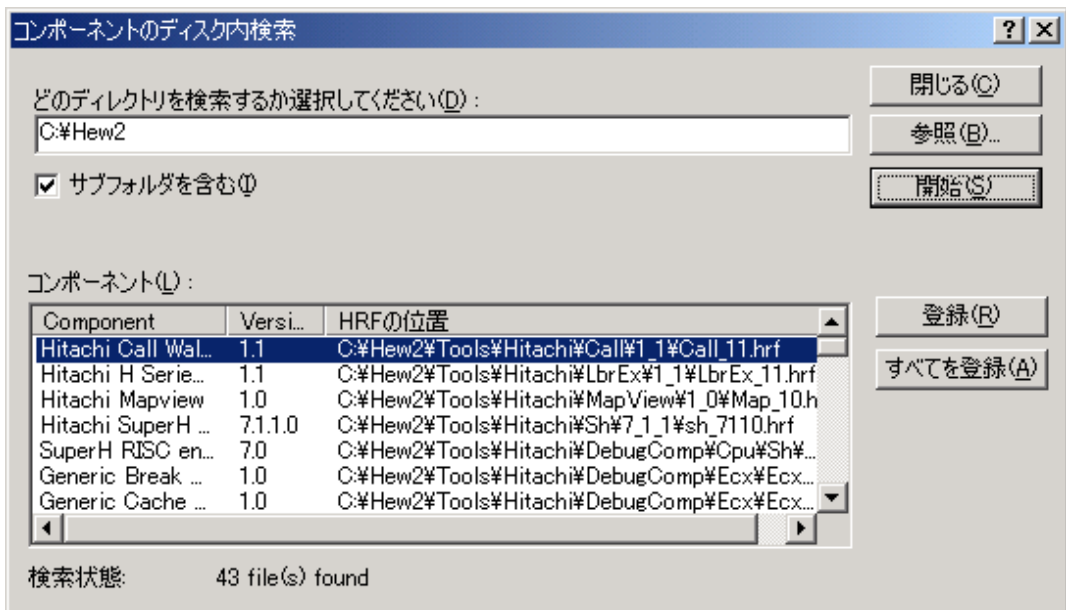 コンポーネントのディスク内検索
どのディレクトリを検索するか選択してください(D):
C:¥Hew2
サブフォルダを含む(I)
閉じる(C)
参照(B)...
開始(S)
コンポーネント(L):
Component Versi... HRFの位置
Hitachi Call Wal... 1.1 C:¥Hew2¥Tools¥Hitachi¥Call¥1_1¥Call_11.hrf
Hitachi H Serie... 1.1 C:¥Hew2¥Tools¥Hitachi¥LbrEx¥1_1¥LbrEx_11.hrf
Hitachi Mapview 1.0 C:¥Hew2¥Tools¥Hitachi¥MapView¥1_0¥Map_10.h
Hitachi SuperH ... 7.1.1.0 C:¥Hew2¥Tools¥Hitachi¥Sh¥7_1_1¥sh_7110.hrf
SuperH RISC en... 7.0 C:¥Hew2¥Tools¥Hitachi¥DebugComp¥Cpu¥Sh¥...
Generic Break ... 1.0 C:¥Hew2¥Tools¥Hitachi¥DebugComp¥Ecx¥Ecx...
Generic Cache ... 1.0 C:¥Hew2¥Tools¥Hitachi¥DebugComp¥Ecx¥Ecx...
登録(R)
すべてを登録(A)
検索状態: 43 file(s) found